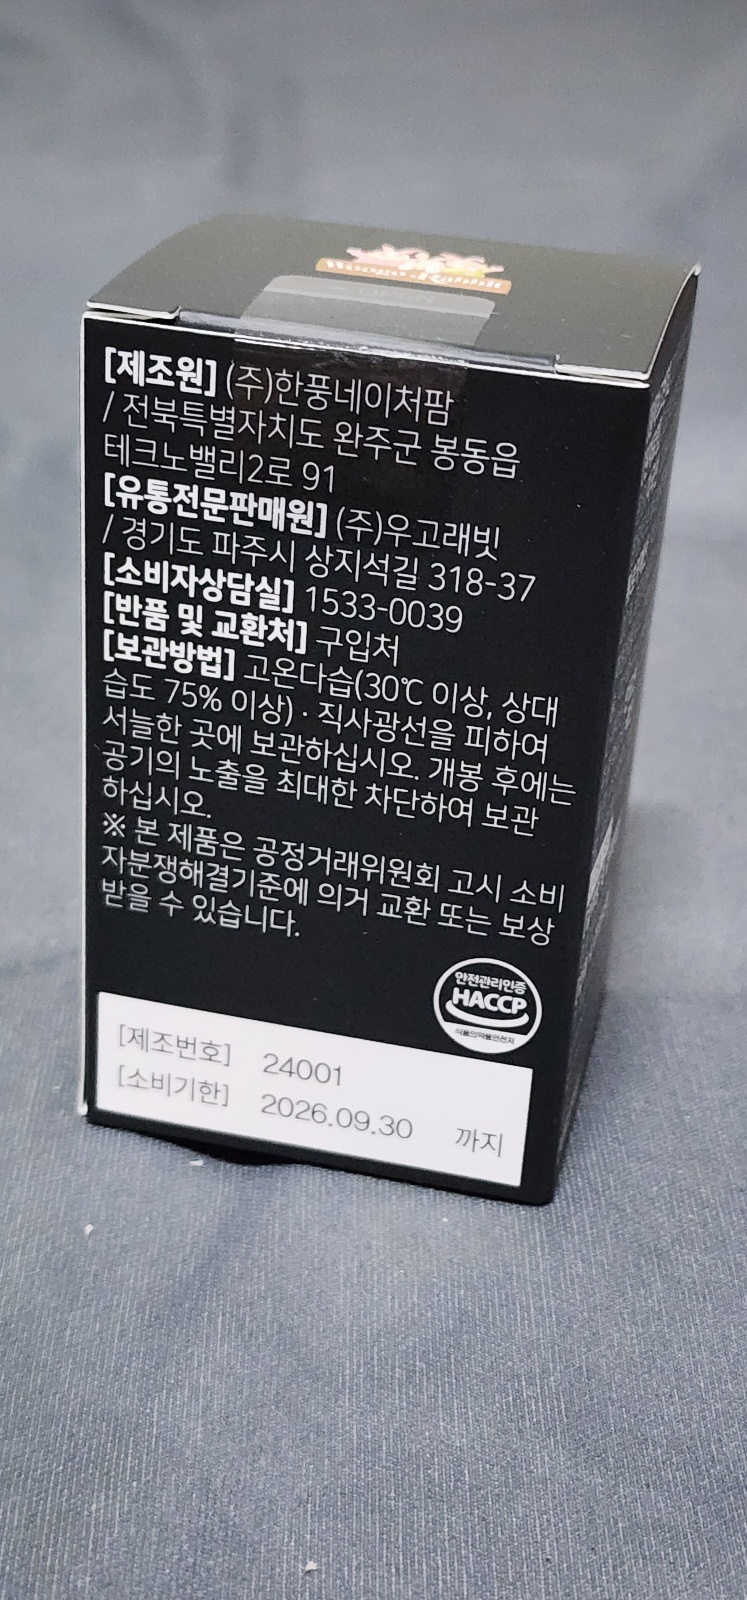 [제조원] (주)한풍네이처팜
/ 전북특별자치도 완주군 봉동읍
테크노밸리2로 91
[유통전문판매원] (주)우고래빗
/ 경기도 파주시 상지석길 318-37
[소비자상담실] 1533-0039
[반품 및 교환처] 구입처
[보관방법] 고온다습(30℃ 이상, 상대
습도 75% 이상)·직사광선을 피하여
서늘한 곳에 보관하십시오. 개봉 후에는
공기의 노출을 최대한 차단하여 보관
하십시오.
※ 본 제품은 공정거래위원회 고시 소비
자분쟁해결기준에 의거 교환 또는 보상
받을 수 있습니다.
안전관리인증
HACCP
식품의약품안전처
[제조번호] 24001
[소비기한] 2026.09.30 까지